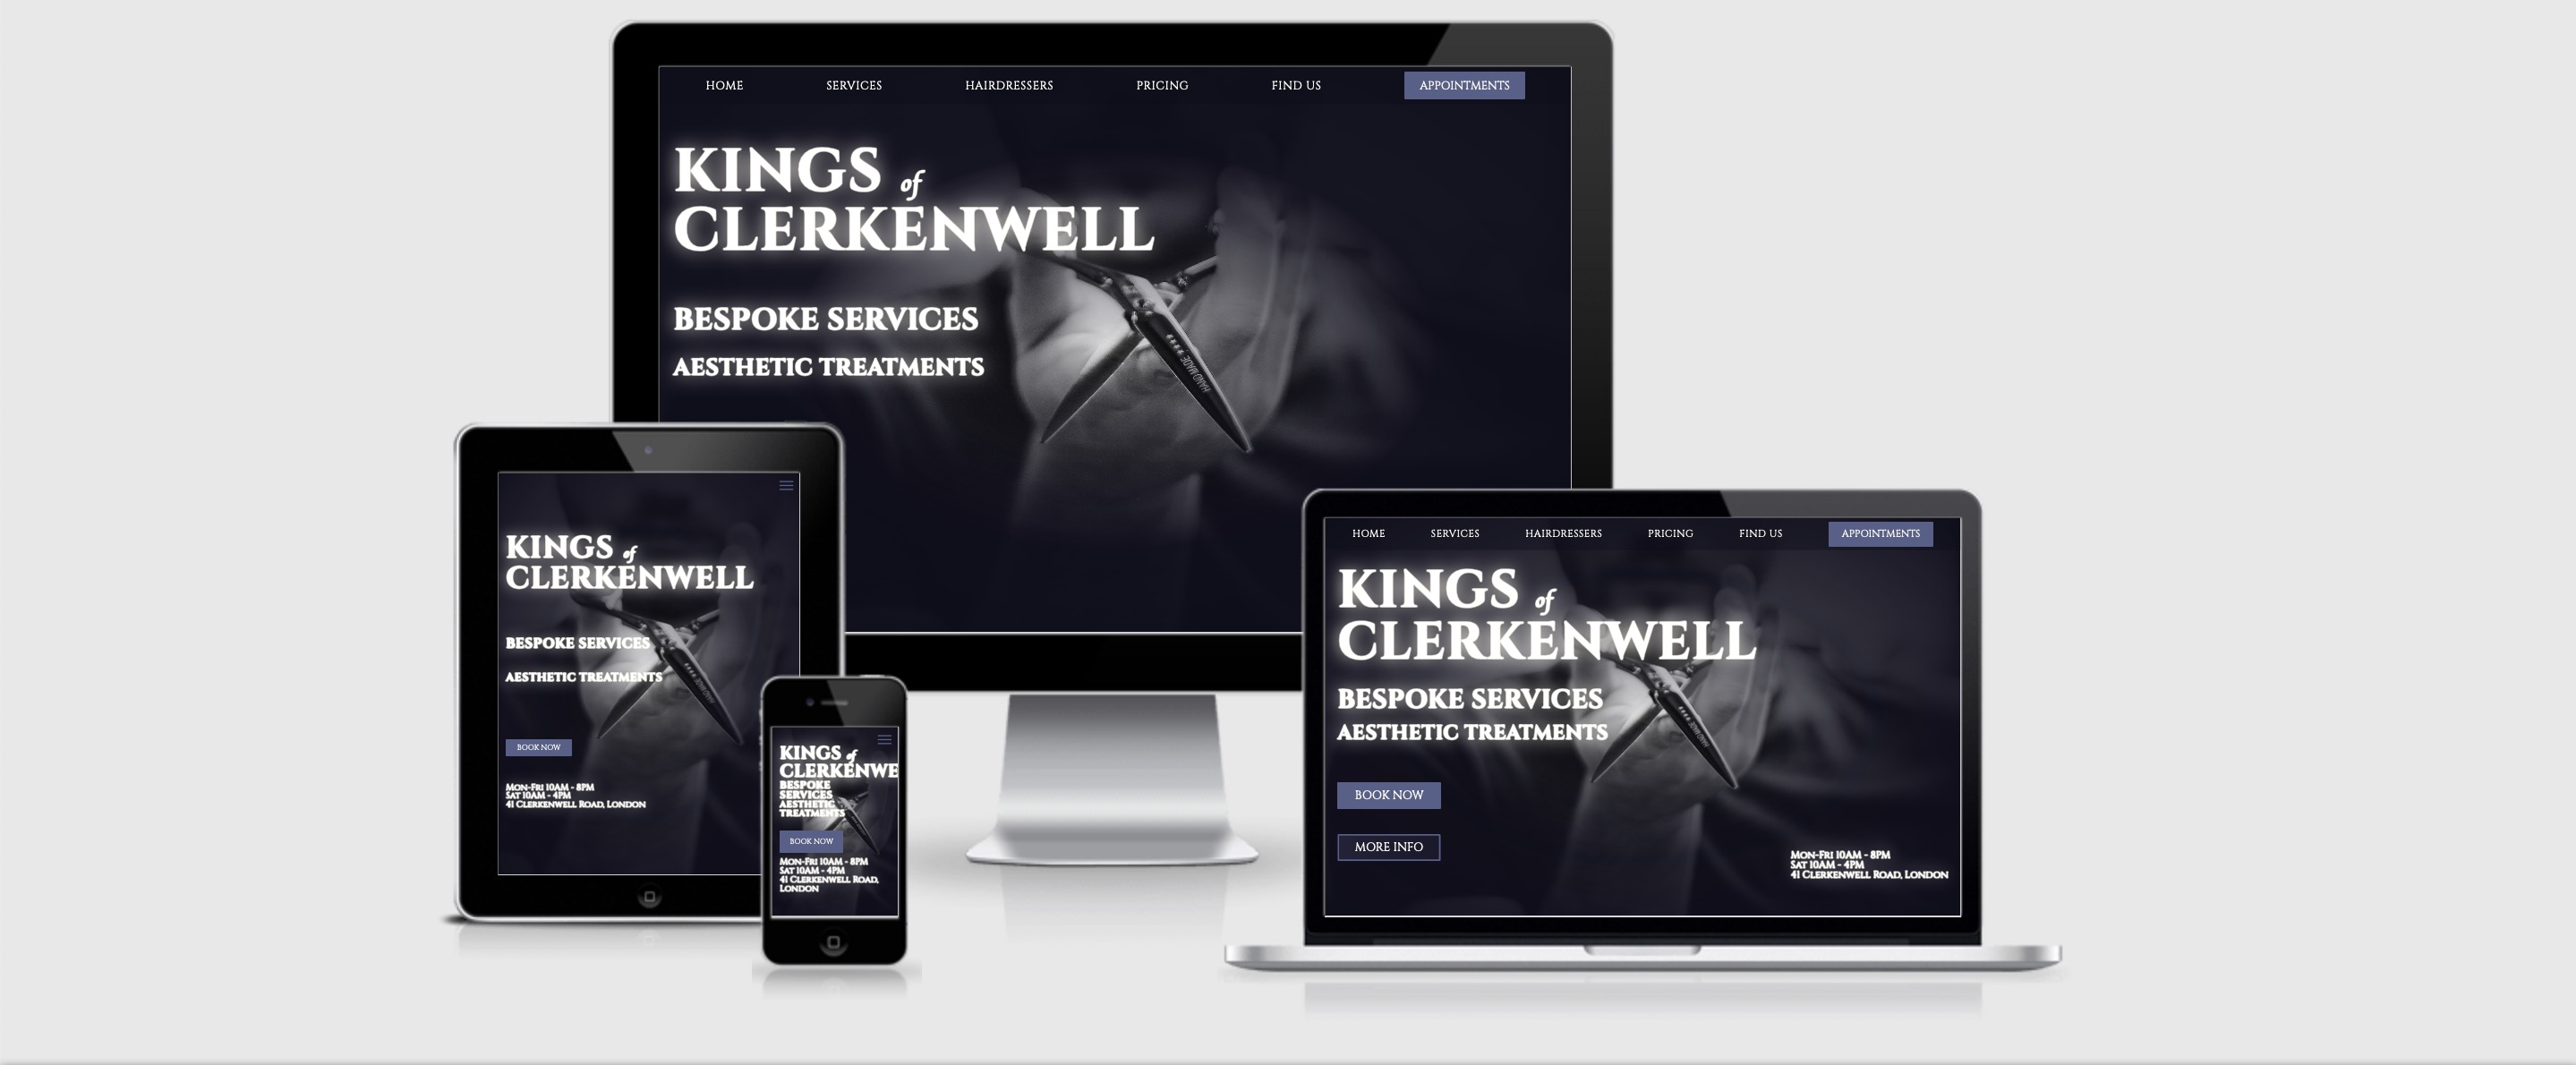 HOME SERVICES HAIRDRESSERS PRICING FIND US APPOINTMENTS
KINGS of
CLERKENWELL
BESPOKE SERVICES
AESTHETIC TREATMENTS
HANDMADE
KINGS of
CLERKENWELL
BESPOKE SERVICES
AESTHETIC TREATMENTS
BOOK NOW
MON-FRI 10AM - 8PM
SAT 10AM - 4PM
41 CLERKENWELL ROAD, LONDON
KINGS of
CLERKENWE
BESPOKE
SERVICES
AESTHETIC
TREATMENTS
BOOK NOW
MON-FRI 10AM - 8PM
SAT 10AM - 4PM
41 CLERKENWELL ROAD,
LONDON
HOME SERVICES HAIRDRESSERS PRICING FIND US APPOINTMENTS
KINGS of
CLERKENWELL
BESPOKE SERVICES
AESTHETIC TREATMENTS
HANDMADE
BOOK NOW
MORE INFO
MON-FRI 10AM - 8PM
SAT 10AM - 4PM
41 CLERKENWELL ROAD, LONDON